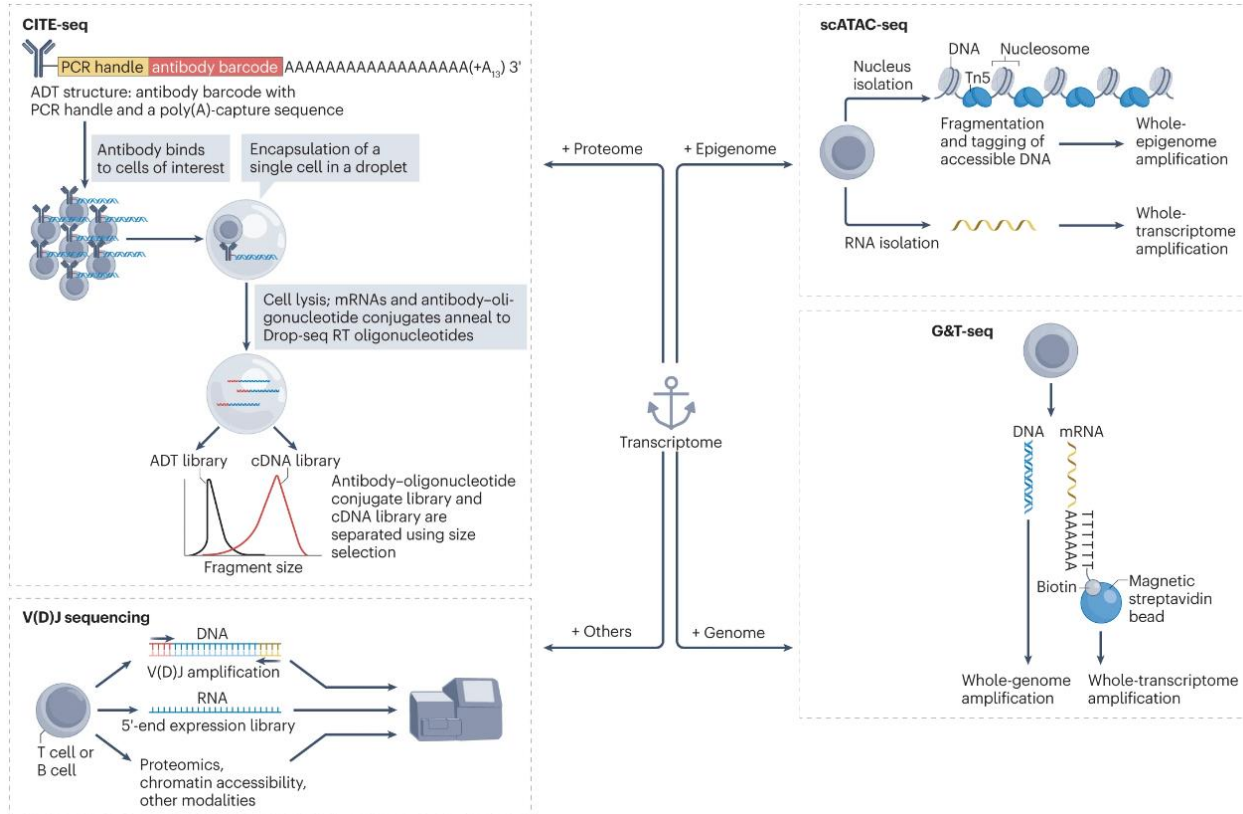 CITE-seq
PCR handle antibody barcode AAAAAAAAAAAAAAAAAA(+A13) 3'
ADT structure: antibody barcode with
PCR handle and a poly(A)-capture sequence
Antibody binds
to cells of interest
Encapsulation of a
single cell in a droplet
Cell lysis; mRNAs and antibody–oli-
gonucleotide conjugates anneal to
Drop-seq RT oligonucleotides
ADT library
cDNA library
Antibody–oligonucleotide
conjugate library and
cDNA library are
separated using size
selection
Fragment size
V(D)J sequencing
DNA
V(D)J amplification
RNA
5'-end expression library
T cell or
B cell
Proteomics,
chromatin accessibility,
other modalities
+ Proteome
+ Epigenome
Transcriptome
+ Others
+ Genome
scATAC-seq
DNA
Nucleosome
Nucleus
isolation
Tn5
Fragmentation
and tagging of
accessible DNA
Whole-
epigenome
amplification
RNA isolation
Whole-
transcriptome
amplification
G&T-seq
DNA
mRNA
A T
A T
A T
A T
A T
A T
Biotin
Magnetic
streptavidin
bead
Whole-genome
amplification
Whole-transcriptome
amplification